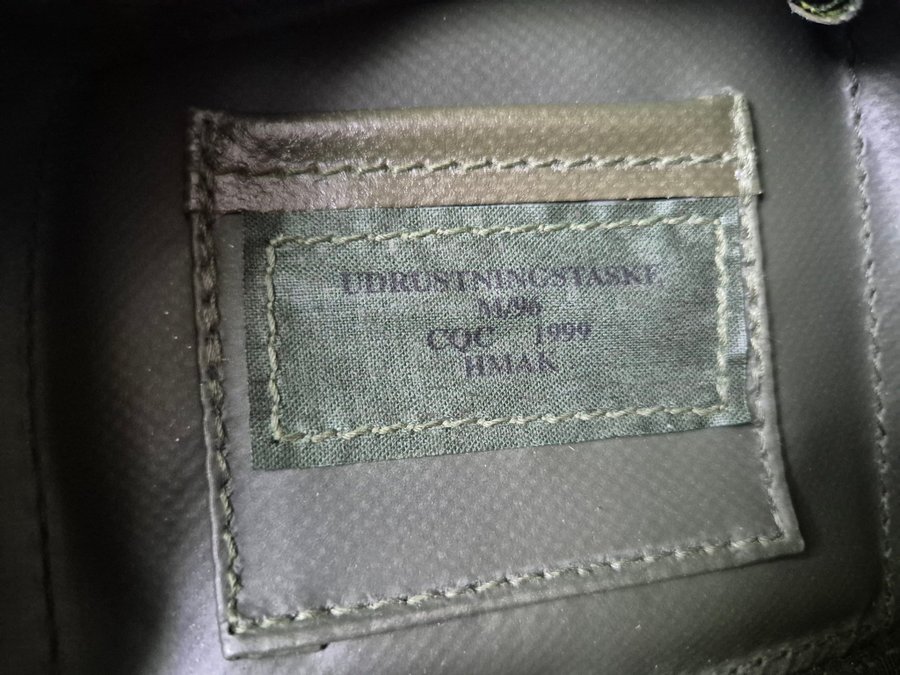 UDRUSTNINGSTASKE
M/96
CQC 1999
HMAK